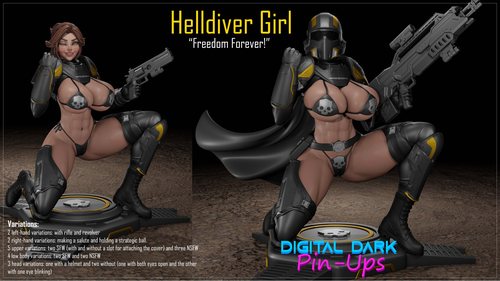 Helldiver Girl
"Freedom Forever!"
Variations:
2 left-hand variations: with rifle and revolver
2 right-hand variations: making a salute and holding a strategic ball.
5 upper variations: two SFW (with and without a slot for attaching the cover) and three NSFW
4 low body variations: two SFW and two NSFW
3 head variations: one with a helmet and two without (one with both eyes open and the other
with one eye blinking)
DIGITAL DARK
Pin-Ups